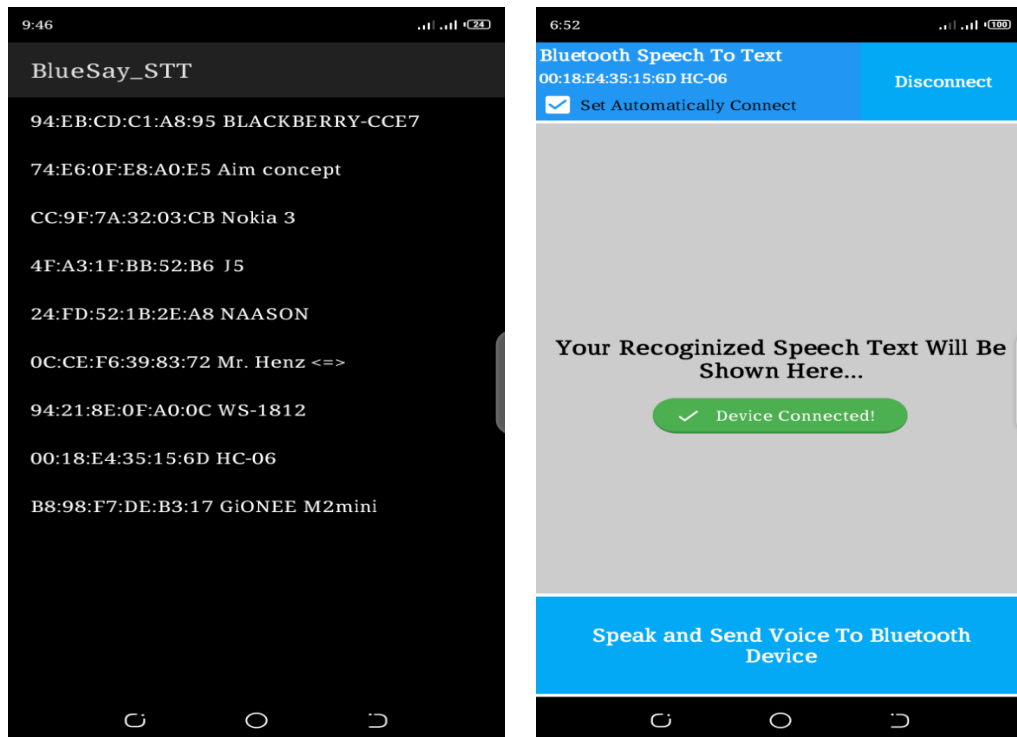 9:46
24
BlueSay_STT
94:EB:CD:C1:A8:95 BLACKBERRY-CCE7
74:E6:0F:E8:A0:E5 Aim concept
CC:9F:7A:32:03:CB Nokia 3
4F:A3:1F:BB:52:B6 J5
24:FD:52:1B:2E:A8 NAASON
0C:CE:F6:39:83:72 Mr. Henz <=>
94:21:8E:0F:A0:0C WS-1812
00:18:E4:35:15:6D HC-06
B8:98:F7:DE:B3:17 GiONEE M2mini
6:52
100
Bluetooth Speech To Text
00:18:E4:35:15:6D HC-06
Set Automatically Connect
Disconnect
Your Recoginized Speech Text Will Be
Shown Here...
Device Connected!
Speak and Send Voice To Bluetooth
Device